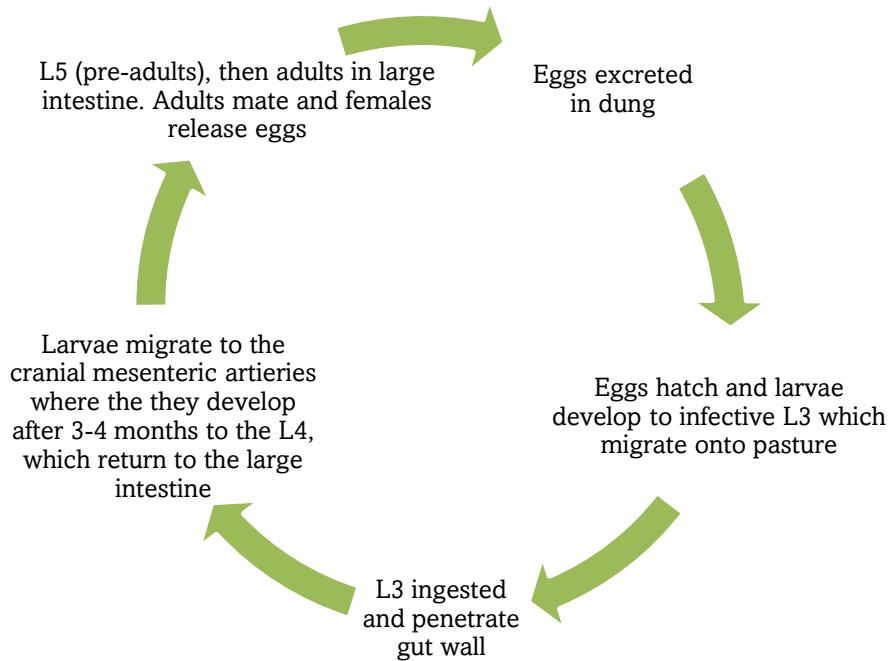 L5 (pre-adults), then adults in large
intestine. Adults mate and females
release eggs
Eggs excreted
in dung
Eggs hatch and larvae
develop to infective L3 which
migrate onto pasture
L3 ingested
and penetrate
gut wall
Larvae migrate to the
cranial mesenteric artieries
where the they develop
after 3-4 months to the L4,
which return to the large
intestine